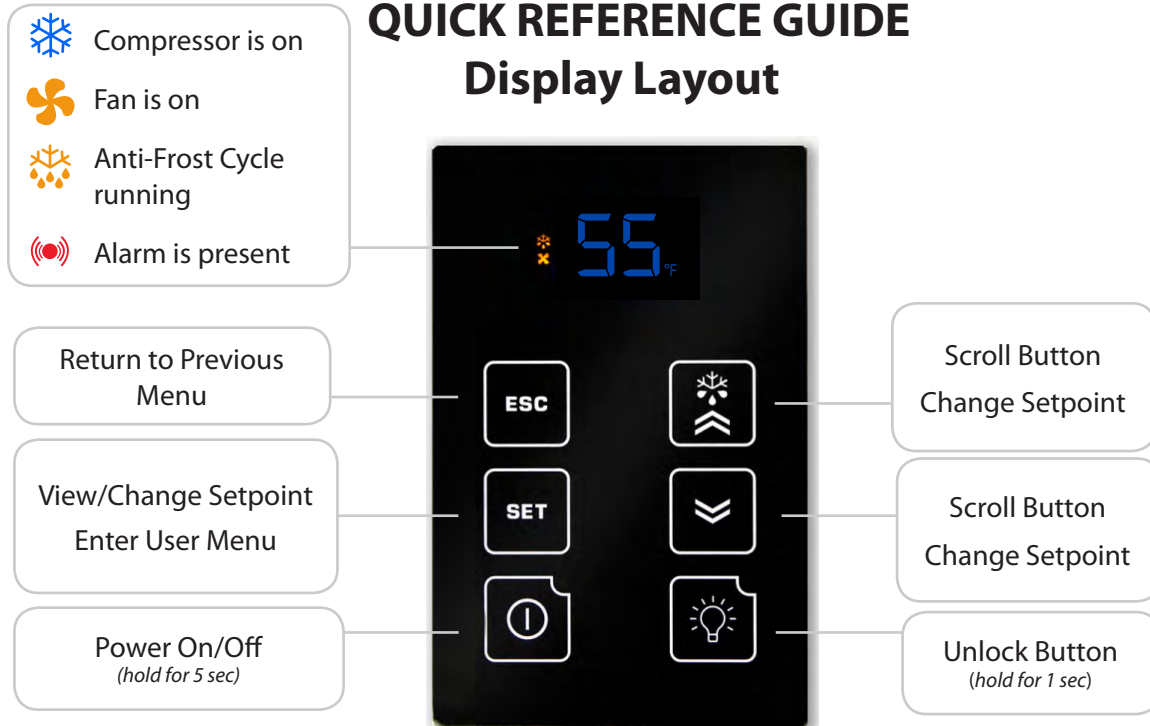 QUICK REFERENCE GUIDE
Display Layout
Compressor is on
Fan is on
Anti-Frost Cycle
running
Alarm is present
55 °F
Return to Previous
Menu
ESC
Scroll Button
Change Setpoint
View/Change Setpoint
Enter User Menu
SET
Scroll Button
Change Setpoint
Power On/Off
(hold for 5 sec)
Unlock Button
(hold for 1 sec)